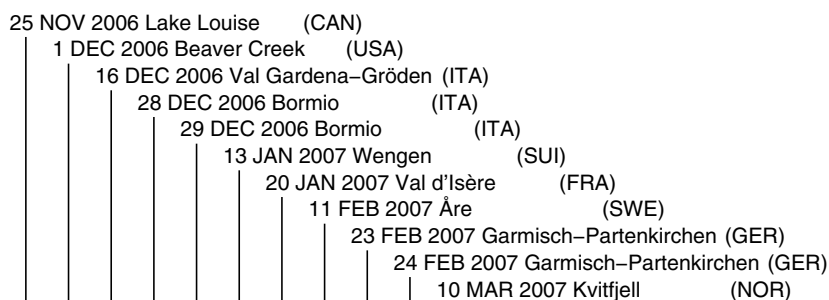 25 NOV 2006 Lake Louise (CAN)
1 DEC 2006 Beaver Creek (USA)
16 DEC 2006 Val Gardena−Gröden (ITA)
28 DEC 2006 Bormio (ITA)
29 DEC 2006 Bormio (ITA)
13 JAN 2007 Wengen (SUI)
20 JAN 2007 Val d'Isère (FRA)
11 FEB 2007 Åre (SWE)
23 FEB 2007 Garmisch−Partenkirchen (GER)
24 FEB 2007 Garmisch−Partenkirchen (GER)
10 MAR 2007 Kvitfjell (NOR)